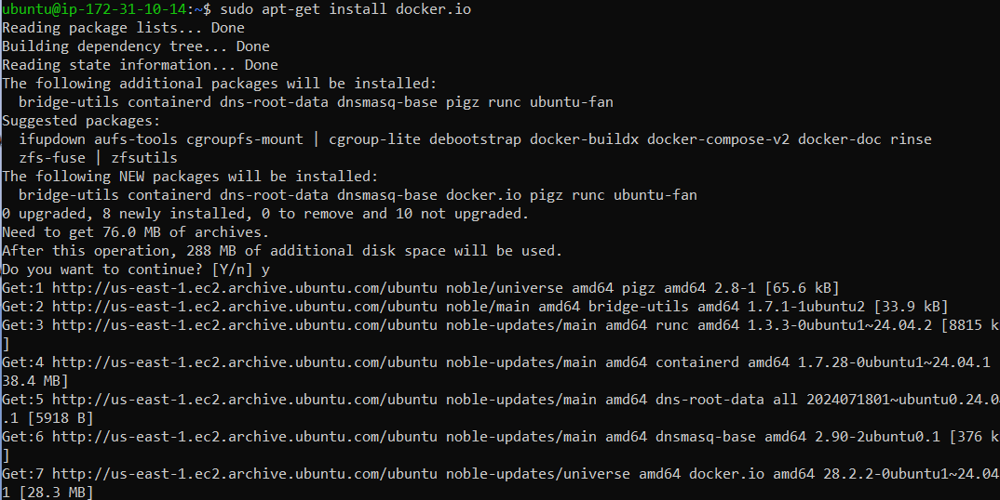 ubuntu@ip-172-31-10-14:~$ sudo apt-get install docker.io
Reading package lists... Done
Building dependency tree... Done
Reading state information... Done
The following additional packages will be installed:
  bridge-utils containerd dns-root-data dnsmasq-base pigz runc ubuntu-fan
Suggested packages:
  ifupdown aufs-tools cgroupfs-mount | cgroup-lite debootstrap docker-buildx docker-compose-v2 docker-doc rinse
  zfs-fuse | zfsutils
The following NEW packages will be installed:
  bridge-utils containerd dns-root-data dnsmasq-base docker.io pigz runc ubuntu-fan
0 upgraded, 8 newly installed, 0 to remove and 10 not upgraded.
Need to get 76.0 MB of archives.
After this operation, 288 MB of additional disk space will be used.
Do you want to continue? [Y/n] y
Get:1 http://us-east-1.ec2.archive.ubuntu.com/ubuntu noble/universe amd64 pigz amd64 2.8-1 [65.6 kB]
Get:2 http://us-east-1.ec2.archive.ubuntu.com/ubuntu noble/main amd64 bridge-utils amd64 1.7.1-1ubuntu2 [33.9 kB]
Get:3 http://us-east-1.ec2.archive.ubuntu.com/ubuntu noble-updates/main amd64 runc amd64 1.3.3-0ubuntu1~24.04.2 [8815 k
]
Get:4 http://us-east-1.ec2.archive.ubuntu.com/ubuntu noble-updates/main amd64 containerd amd64 1.7.28-0ubuntu1~24.04.1
38.4 MB]
Get:5 http://us-east-1.ec2.archive.ubuntu.com/ubuntu noble-updates/main amd64 dns-root-data all 2024071801~ubuntu0.24.0
.1 [5918 B]
Get:6 http://us-east-1.ec2.archive.ubuntu.com/ubuntu noble-updates/main amd64 dnsmasq-base amd64 2.90-2ubuntu0.1 [376 k
]
Get:7 http://us-east-1.ec2.archive.ubuntu.com/ubuntu noble-updates/universe amd64 docker.io amd64 28.2.2-0ubuntu1~24.04
1 [28.3 MB]